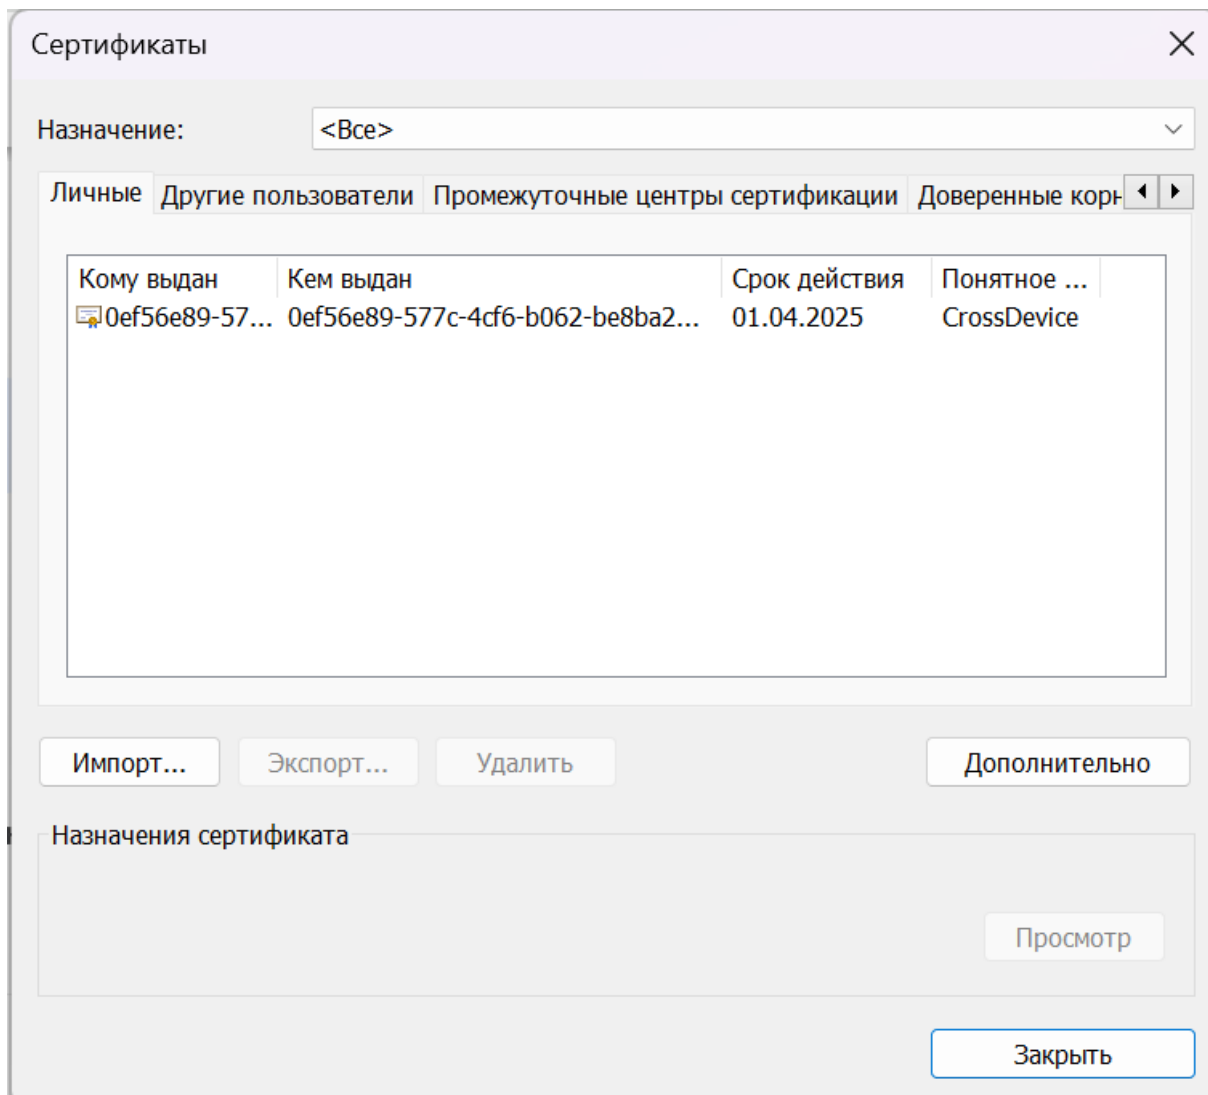 Сертификаты
Назначение: <Все>
Личные Другие пользователи Промежуточные центры сертификации Доверенные корн
Кому выдан Кем выдан Срок действия Понятное ...
0ef56e89-57... 0ef56e89-577c-4cf6-b062-be8ba2... 01.04.2025 CrossDevice
Импорт... Экспорт... Удалить Дополнительно
Назначения сертификата
Просмотр
Закрыть